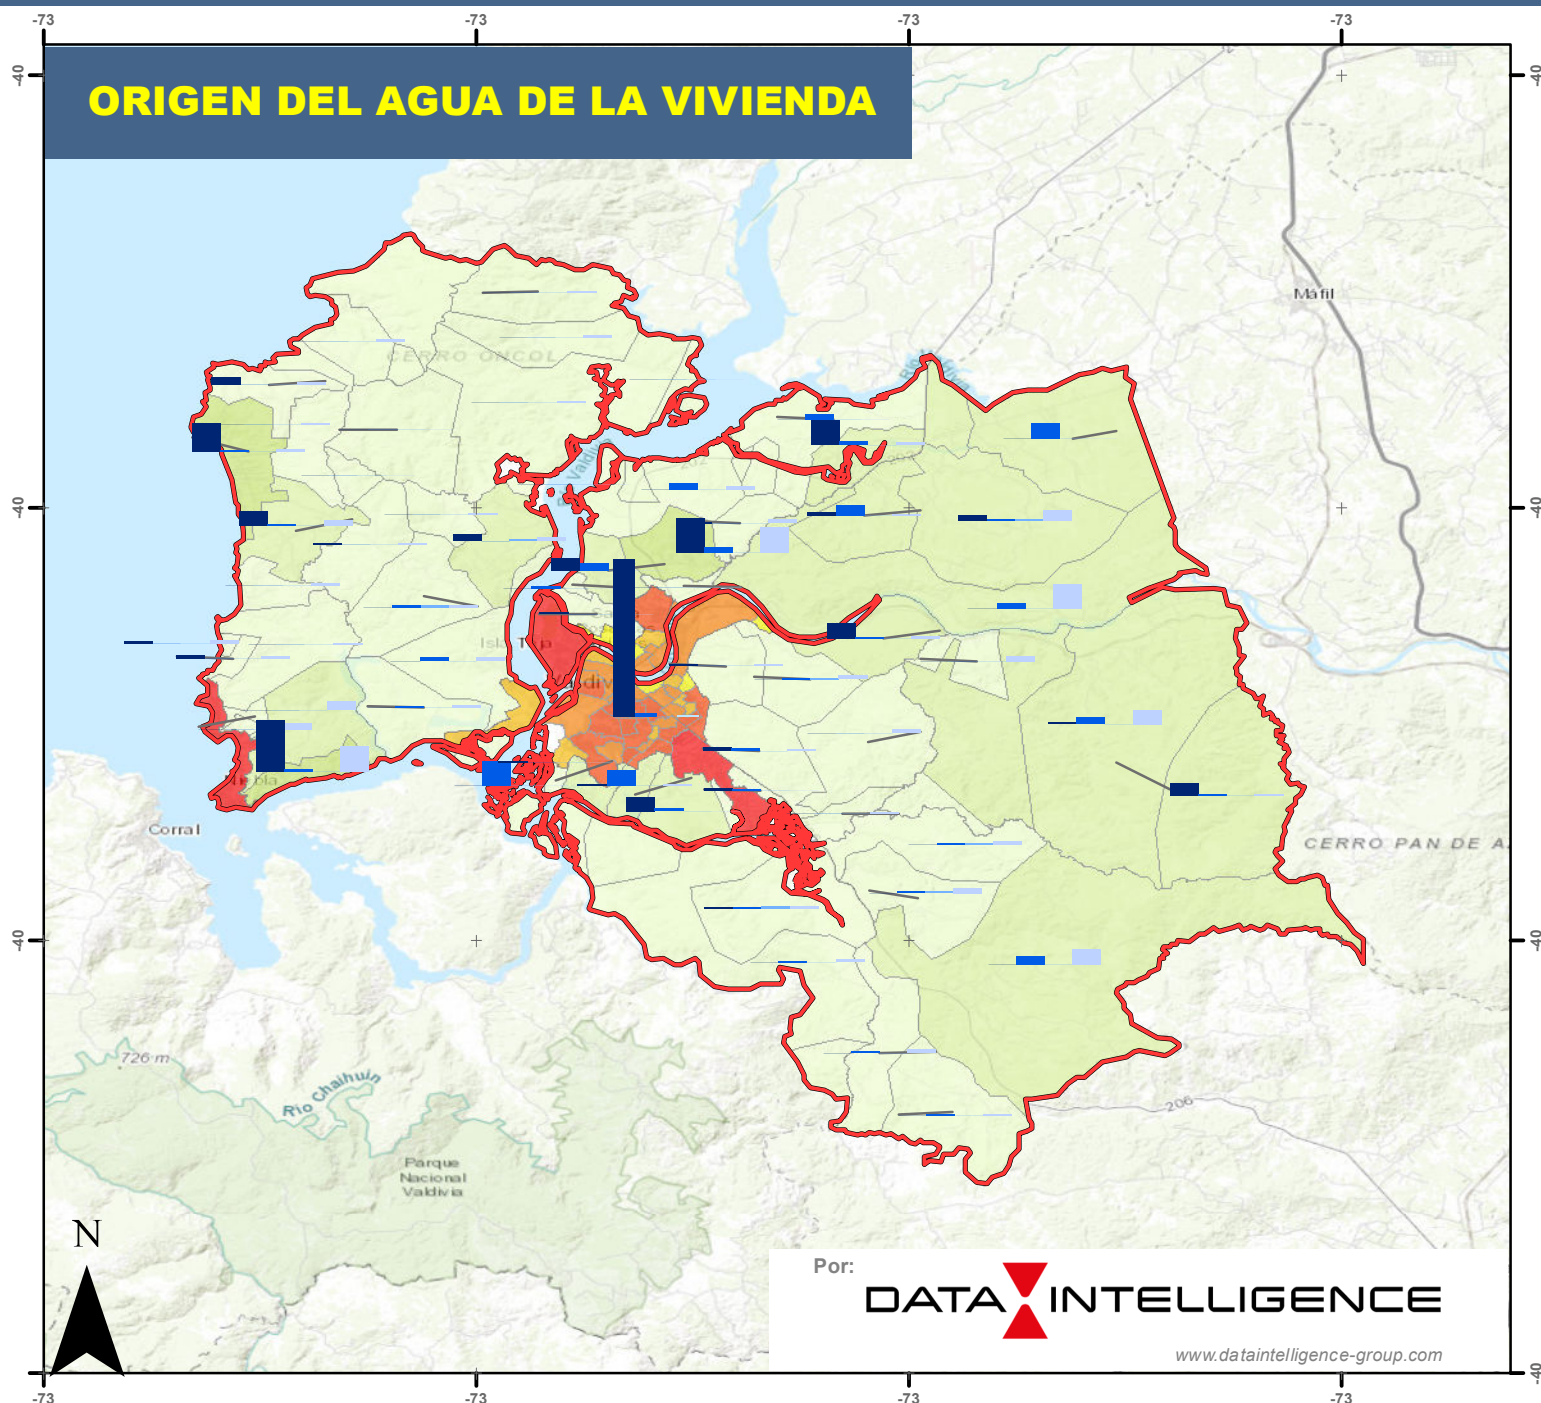 -73
-73
-73
-73
-40
-40
ORIGEN DEL AGUA DE LA VIVIENDA
Máfil
CERRO ONCOL
-40
-40
Niebla
Corral
CERRO PAN DE A
-40
-40
726 m
Río Chaihuín
206
Parque
Nacional
Valdivia
N
Por:
DATA INTELLIGENCE
www.dataintelligence-group.com
-40
-73
-73
-73
-73